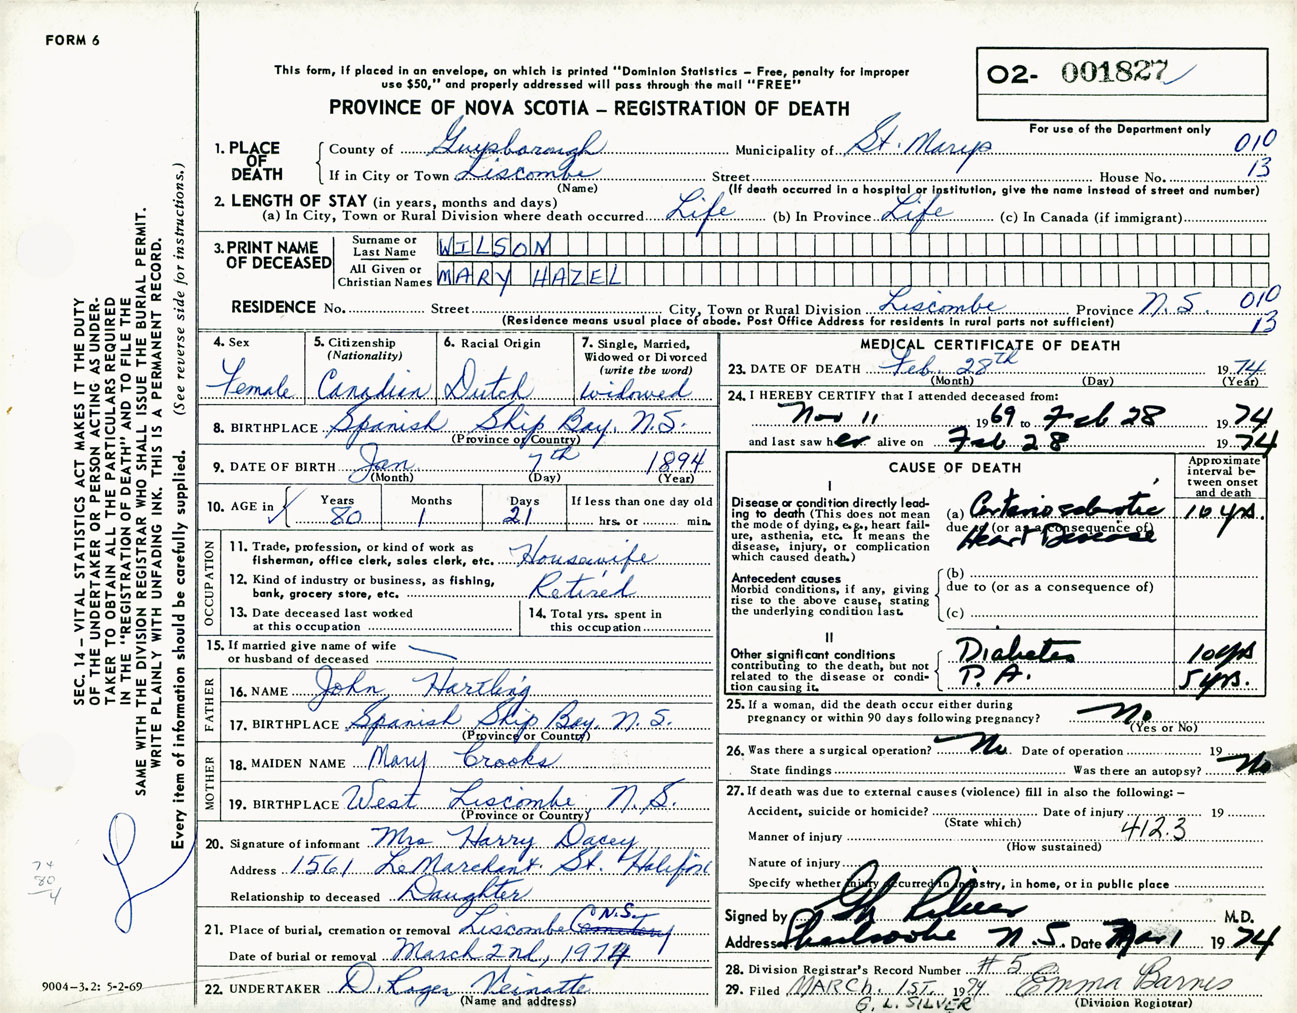 FORM 6
This form, if placed in an envelope, on which is printed "Dominion Statistics – Free, penalty for improper
use $50," and properly addressed will pass through the mail "FREE"
PROVINCE OF NOVA SCOTIA – REGISTRATION OF DEATH
O2- 001827
For use of the Department only
1. PLACE OF DEATH
County of Guysborough Municipality of St. Marys 010
If in City or Town Liscombe Street House No. 13
(Name) (If death occurred in a hospital or institution, give the name instead of street and number)
2. LENGTH OF STAY (in years, months and days)
(a) In City, Town or Rural Division where death occurred Life (b) In Province Life (c) In Canada (if immigrant)
3. PRINT NAME OF DECEASED
Surname or Last Name WILSON
All Given or Christian Names MARY HAZEL
RESIDENCE No. Street City, Town or Rural Division Liscombe Province N.S. 010
(Residence means usual place of abode. Post Office Address for residents in rural parts not sufficient) 13
4. Sex
Female
5. Citizenship
(Nationality)
Canadian
6. Racial Origin
Dutch
7. Single, Married,
Widowed or Divorced
(write the word)
Widowed
8. BIRTHPLACE Spanish Ship Bay, N.S.
(Province or Country)
9. DATE OF BIRTH Jan 7th 1894
(Month) (Day) (Year)
10. AGE in Years Months Days If less than one day old
80 1 21 hrs. or min.
OCCUPATION
11. Trade, profession, or kind of work as
fisherman, office clerk, sales clerk, etc. Housewife
12. Kind of industry or business, as fishing,
bank, grocery store, etc. Retired
13. Date deceased last worked
at this occupation
14. Total yrs. spent in
this occupation
15. If married give name of wife
or husband of deceased
FATHER
16. NAME John Hartling
17. BIRTHPLACE Spanish Ship Bay, N.S.
(Province or Country)
MOTHER
18. MAIDEN NAME Mary Crooks
19. BIRTHPLACE West Liscombe, N.S.
(Province or Country)
20. Signature of informant Mrs Harry Dacey
Address 1561 LeMarchant St. Halifax
Relationship to deceased Daughter
21. Place of burial, cremation or removal Liscombe Cemetery N.S.
Date of burial or removal March 2nd, 1974
22. UNDERTAKER D. Roger
(Name and address)
MEDICAL CERTIFICATE OF DEATH
23. DATE OF DEATH Feb. 28th 1974
(Month) (Day) (Year)
24. I HEREBY CERTIFY that I attended deceased from:
Nov 11 1969 to Feb 28 1974
and last saw her alive on Feb 28 1974
CAUSE OF DEATH
Approximate
interval be-
tween onset
and death
I
Disease or condition directly lead-
ing to death (This does not
mean the mode of dying, e.g., heart fail-
ure, asthenia, etc. It means the
disease, injury, or complication
which caused death.)
(a) Arteriosclerotic 10 yrs.
due to (or as a consequence of)
Heart Disease
Antecedent causes
Morbid conditions, if any, giving
rise to the above cause, stating
the underlying condition last.
(b)
due to (or as a consequence of)
(c)
II
Other significant conditions
contributing to the death, but not
related to the disease or condi-
tion causing it.
Diabetes 10 yrs
P.A. 5 yrs.
25. If a woman, did the death occur either during
pregnancy or within 90 days following pregnancy? No
(Yes or No)
26. Was there a surgical operation? No Date of operation 19
State findings Was there an autopsy? No
27. If death was due to external causes (violence) fill in also the following: –
Accident, suicide or homicide? Date of injury 19
(State which)
Manner of injury 412.3
(How sustained)
Nature of injury
Specify whether injury occurred in industry, in home, or in public place
Signed by M.D.
Address Sherbrooke N.S. Date Mar 1 1974
28. Division Registrar's Record Number #5
29. Filed MARCH. 1ST. 1974 Emma Barnes
G. L. SILVER (Division Registrar)
SEC. 14 – VITAL STATISTICS ACT MAKES IT THE DUTY
OF THE UNDERTAKER OR PERSON ACTING AS UNDER-
TAKER TO OBTAIN ALL THE PARTICULARS REQUIRED
IN THE "REGISTRATION OF DEATH" AND TO FILE THE
SAME WITH THE DIVISION REGISTRAR WHO SHALL ISSUE THE BURIAL PERMIT.
WRITE PLAINLY WITH UNFADING INK. THIS IS A PERMANENT RECORD.
Every item of information should be carefully supplied. (See reverse side for instructions.)
74
80
4
9004–3.2: 5-2-69